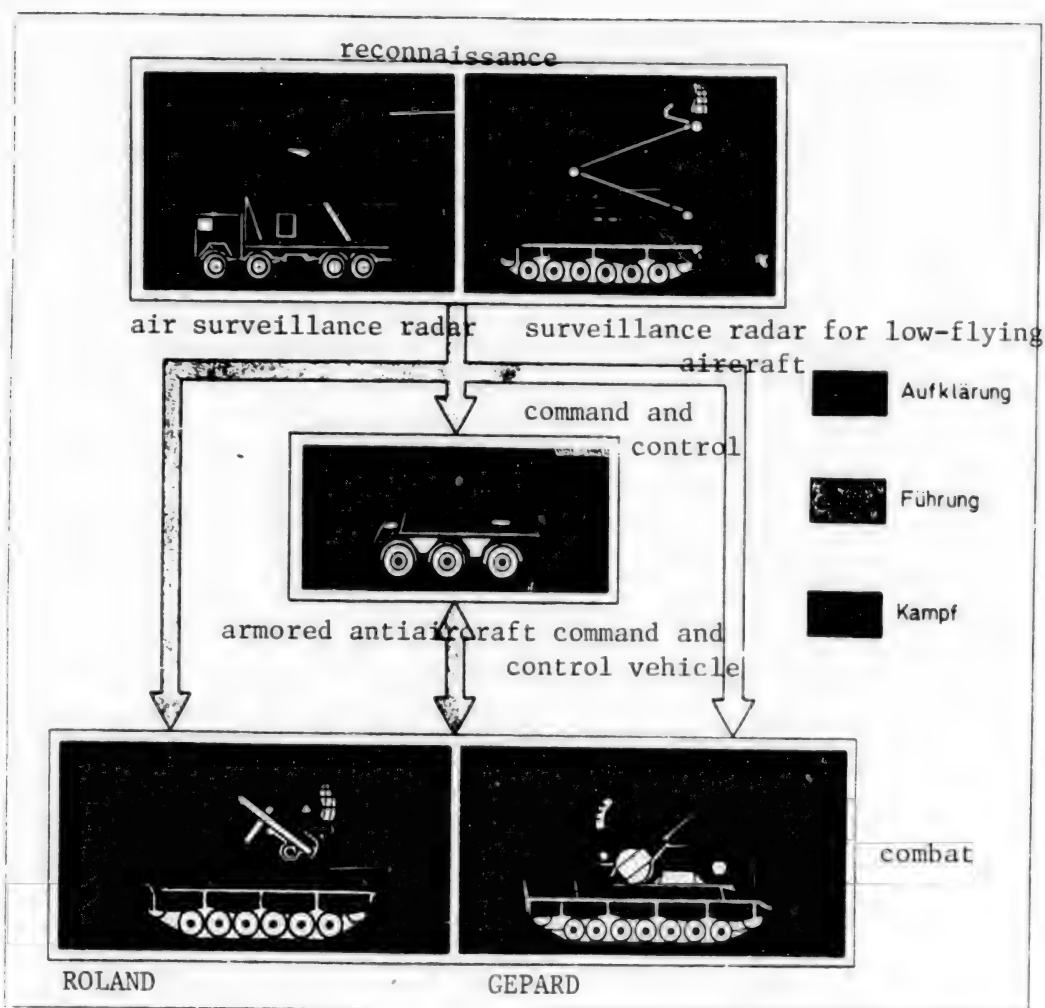 reconnaissance
air surveillance radar
surveillance radar for low-flying
aireraft
Aufklärung
command and
control
Führung
Kampf
armored antiaircraft command and
control vehicle
combat
ROLAND
GEPARD